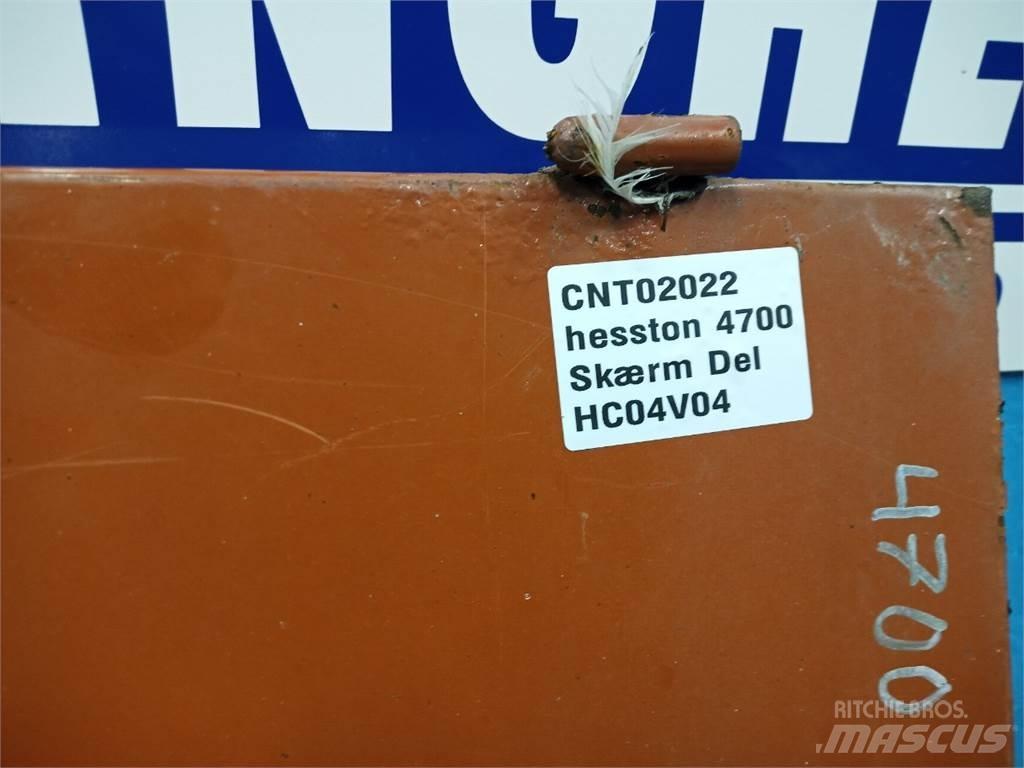 CNT02022
hesston 4700
Skærm Del
HC04V04
4700
RITCHIE BROS.
MASCUS